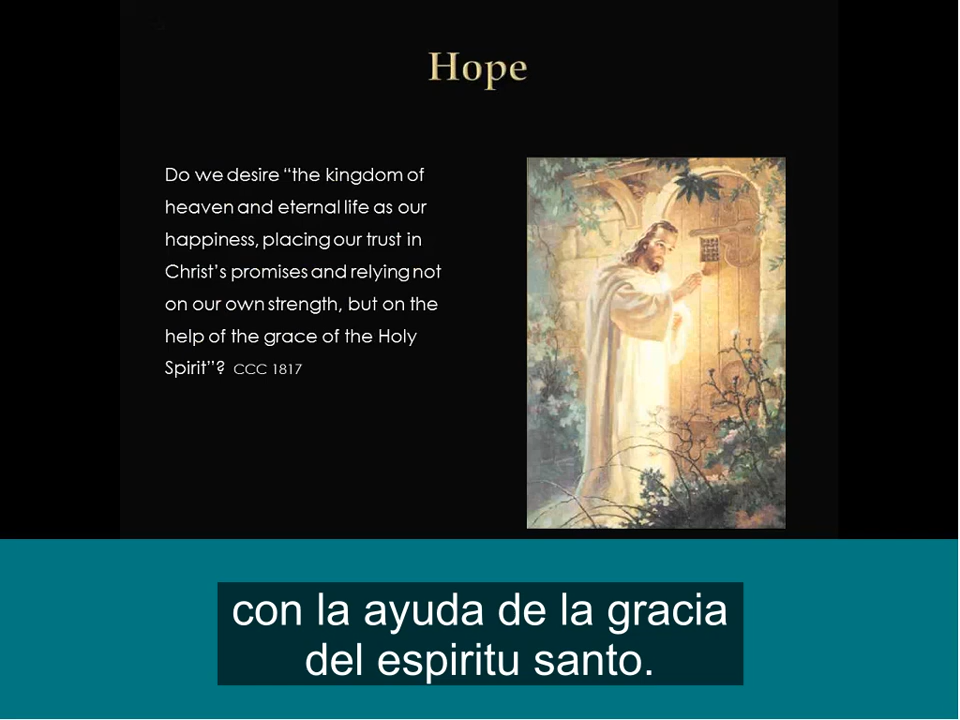 Hope
Do we desire “the kingdom of
heaven and eternal life as our
happiness, placing our trust in
Christ’s promises and relying not
on our own strength, but on the
help of the grace of the Holy
Spirit”? CCC 1817
con la ayuda de la gracia
del espiritu santo.